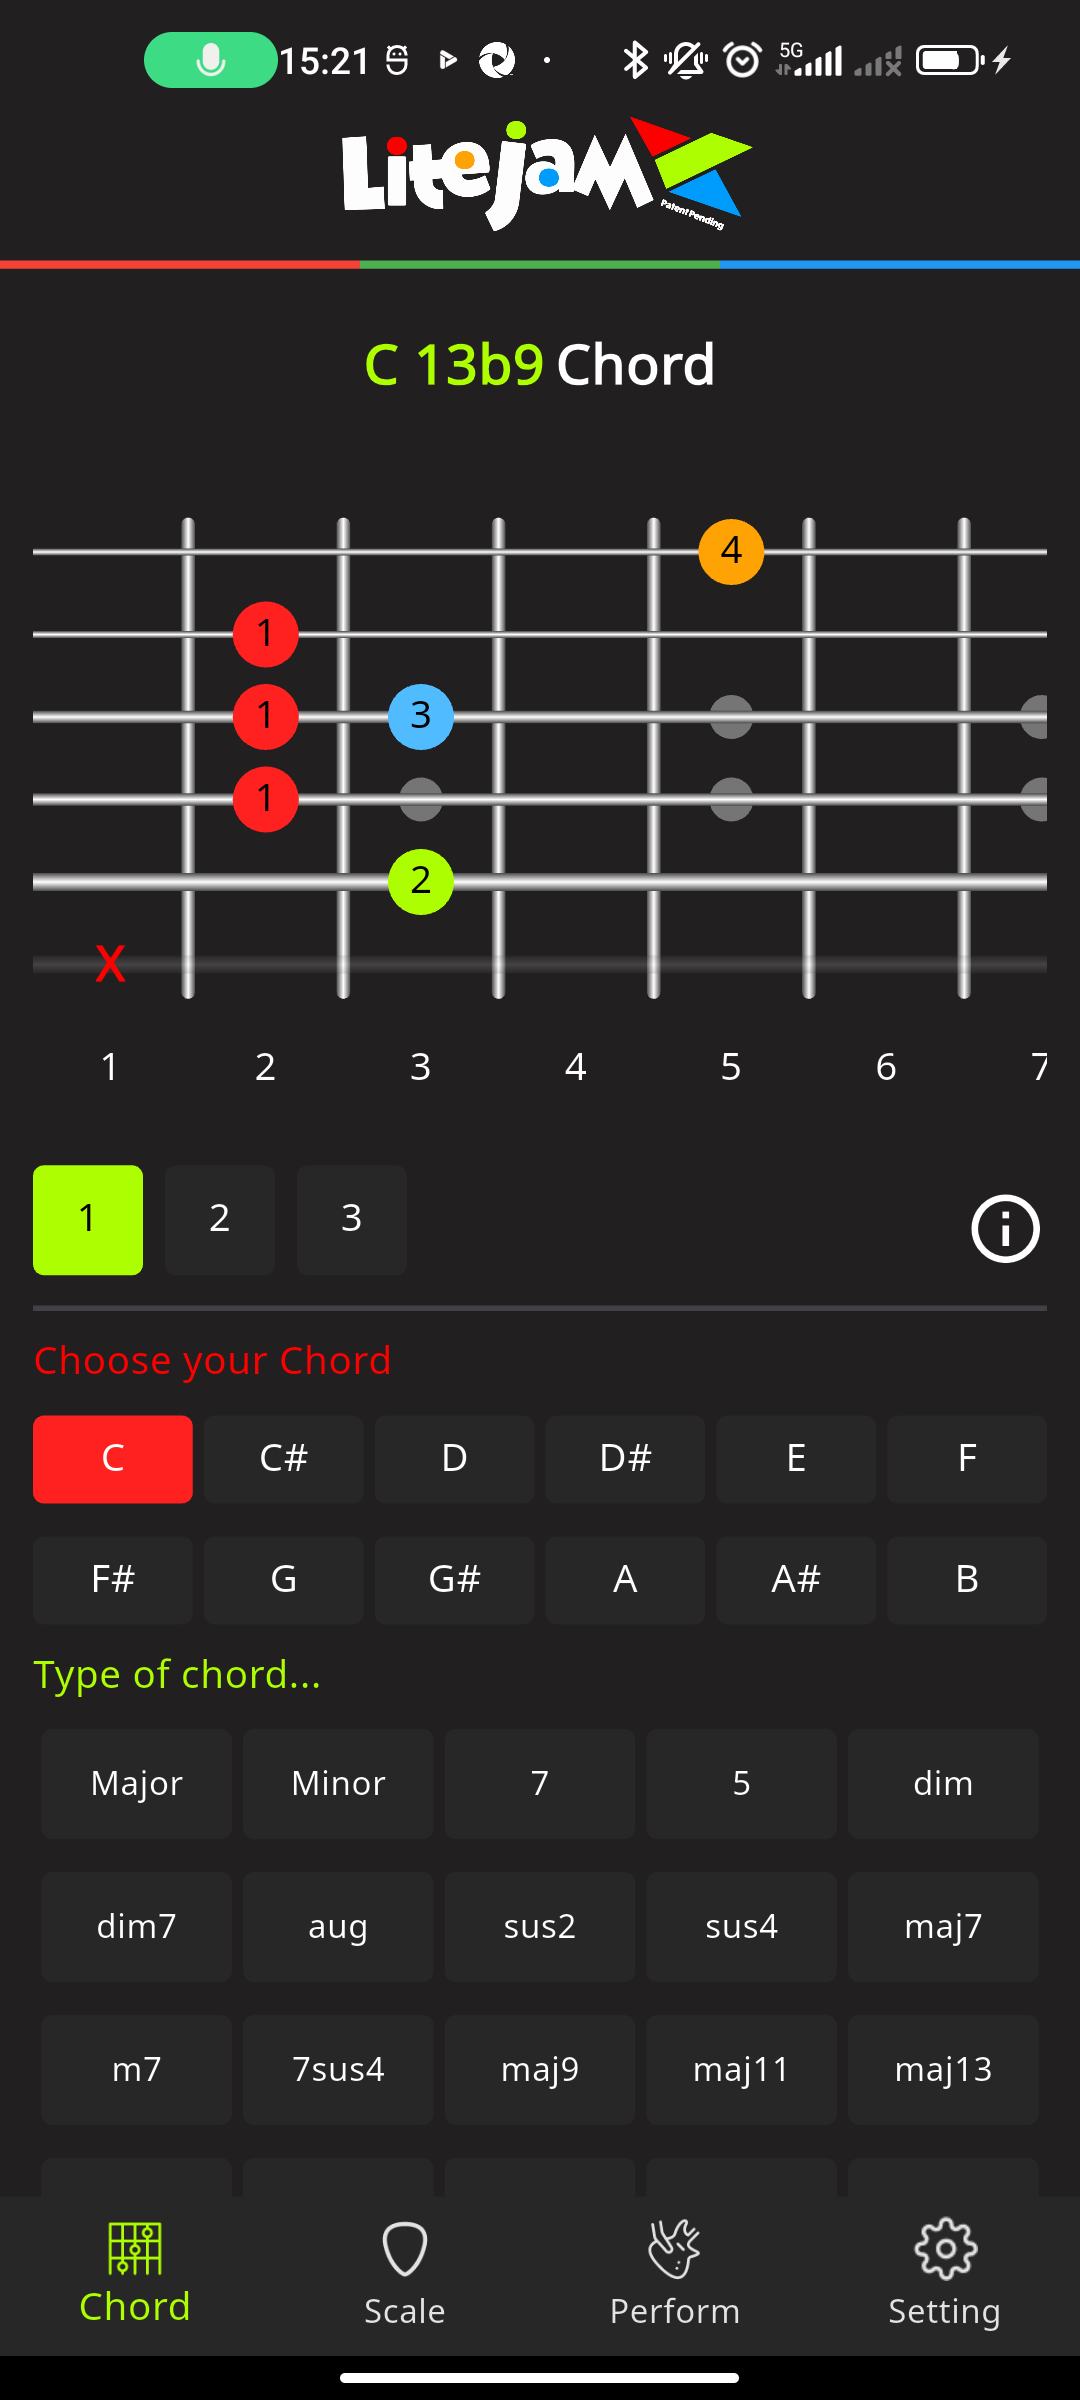 15:21
5G
Litejam
Patent Pending
C 13b9 Chord
4
1
1 3
1
2
X
1 2 3 4 5 6 7
1 2 3
Choose your Chord
C C# D D# E F
F# G G# A A# B
Type of chord...
Major Minor 7 5 dim
dim7 aug sus2 sus4 maj7
m7 7sus4 maj9 maj11 maj13
Chord Scale Perform Setting